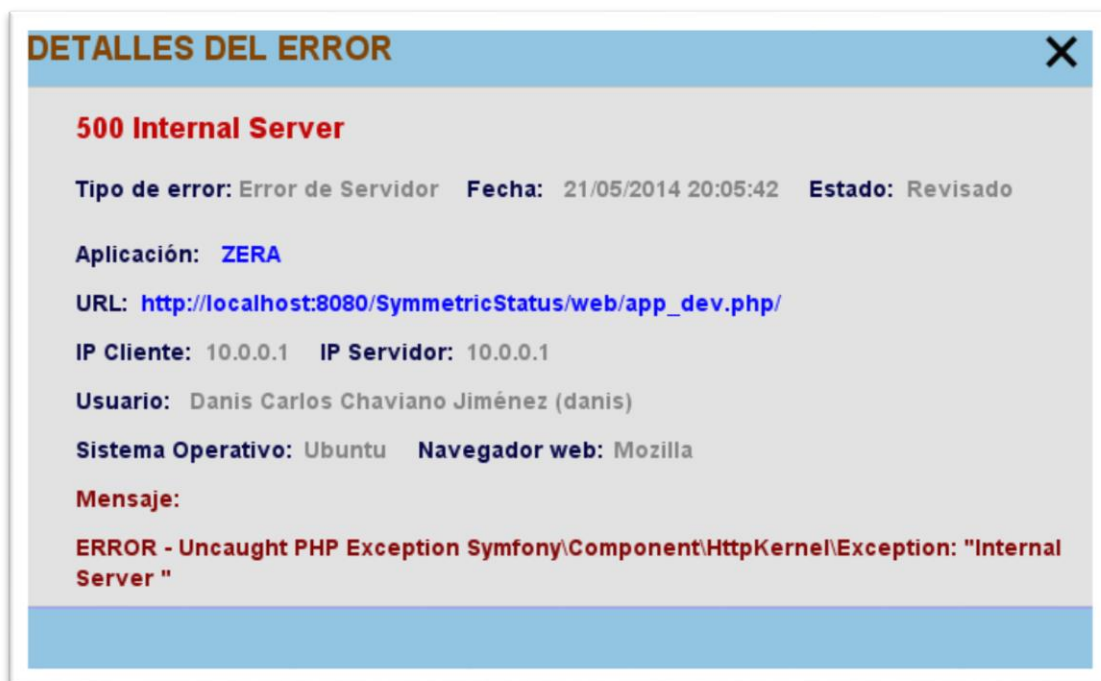 DETALLES DEL ERROR
500 Internal Server
Tipo de error: Error de Servidor Fecha: 21/05/2014 20:05:42 Estado: Revisado
Aplicación: ZERA
URL: http://localhost:8080/SymmetricStatus/web/app_dev.php/
IP Cliente: 10.0.0.1 IP Servidor: 10.0.0.1
Usuario: Danis Carlos Chaviano Jiménez (danis)
Sistema Operativo: Ubuntu Navegador web: Mozilla
Mensaje:
ERROR - Uncaught PHP Exception Symfony\Component\HttpKernel\Exception: "Internal
Server "